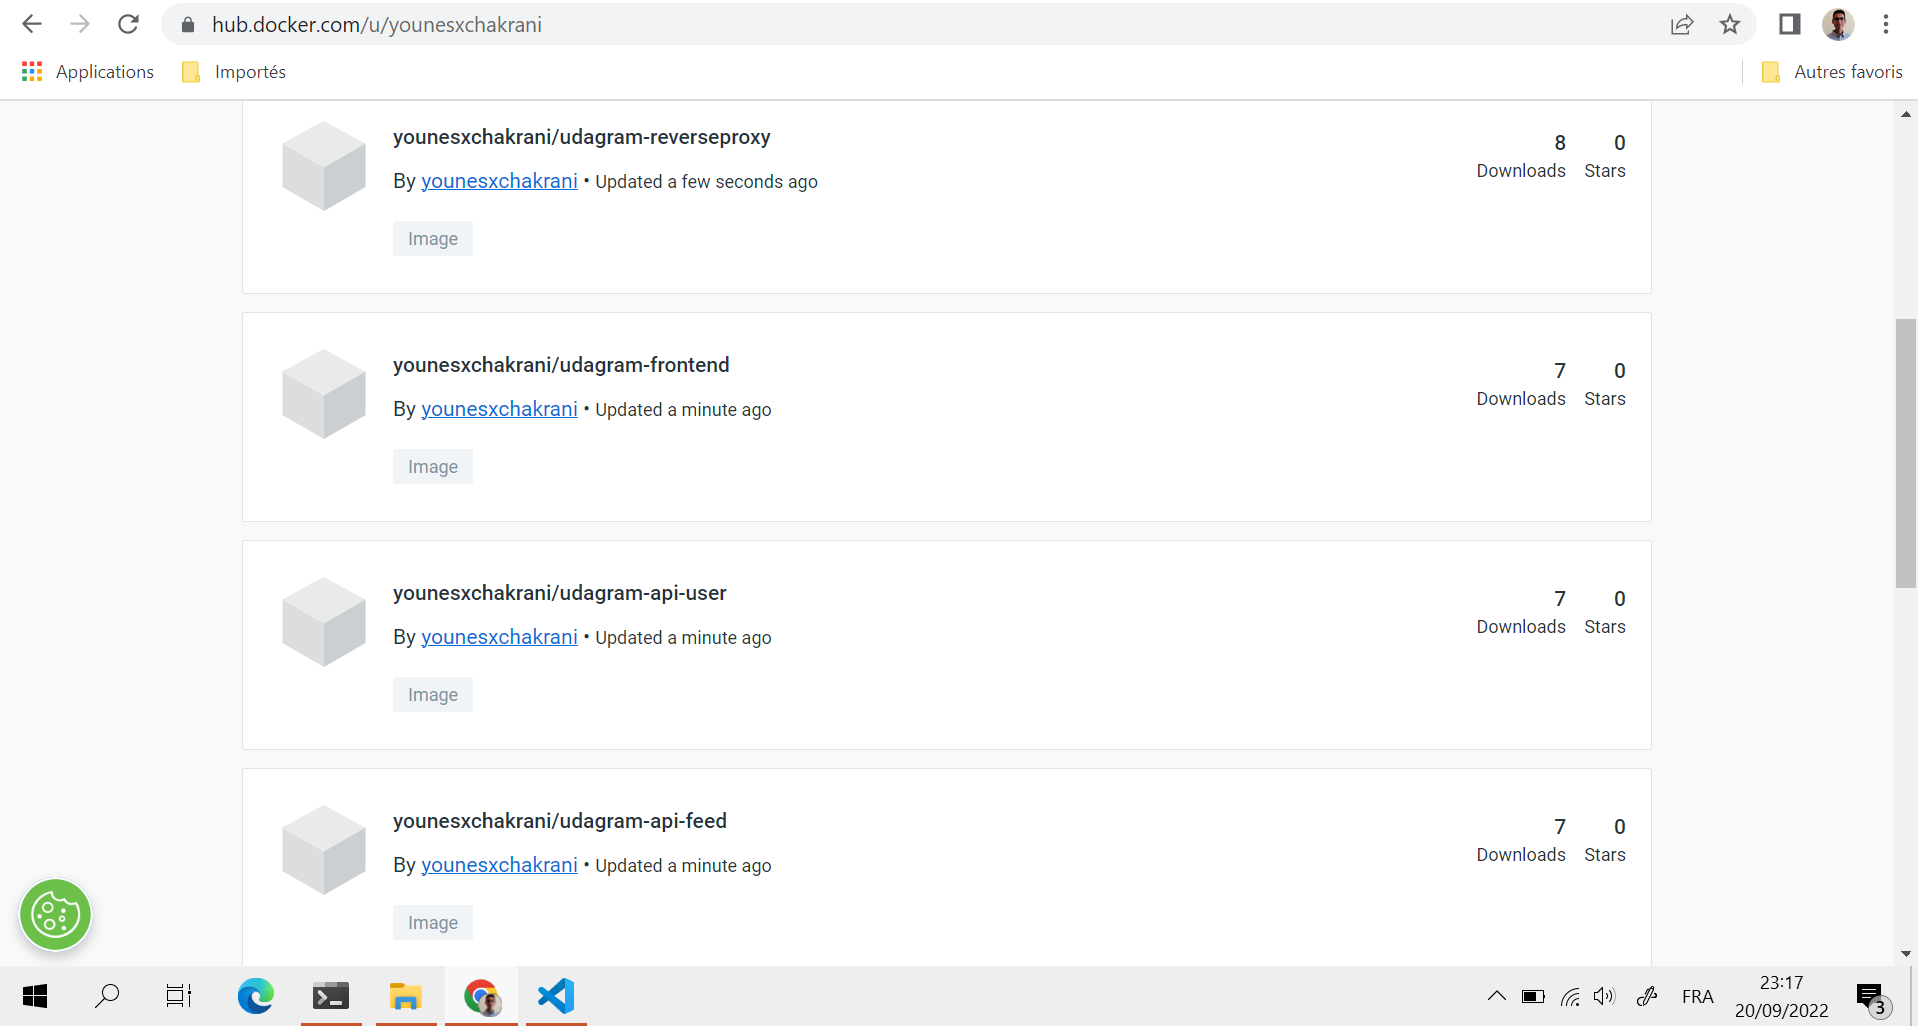 hub.docker.com/u/younesxchakrani
Applications
Importés
Autres favoris
younesxchakrani/udagram-reverseproxy
8 0
Downloads Stars
By younesxchakrani • Updated a few seconds ago
Image
younesxchakrani/udagram-frontend
7 0
Downloads Stars
By younesxchakrani • Updated a minute ago
Image
younesxchakrani/udagram-api-user
7 0
Downloads Stars
By younesxchakrani • Updated a minute ago
Image
younesxchakrani/udagram-api-feed
7 0
Downloads Stars
By younesxchakrani • Updated a minute ago
Image
FRA
23:17
20/09/2022
3